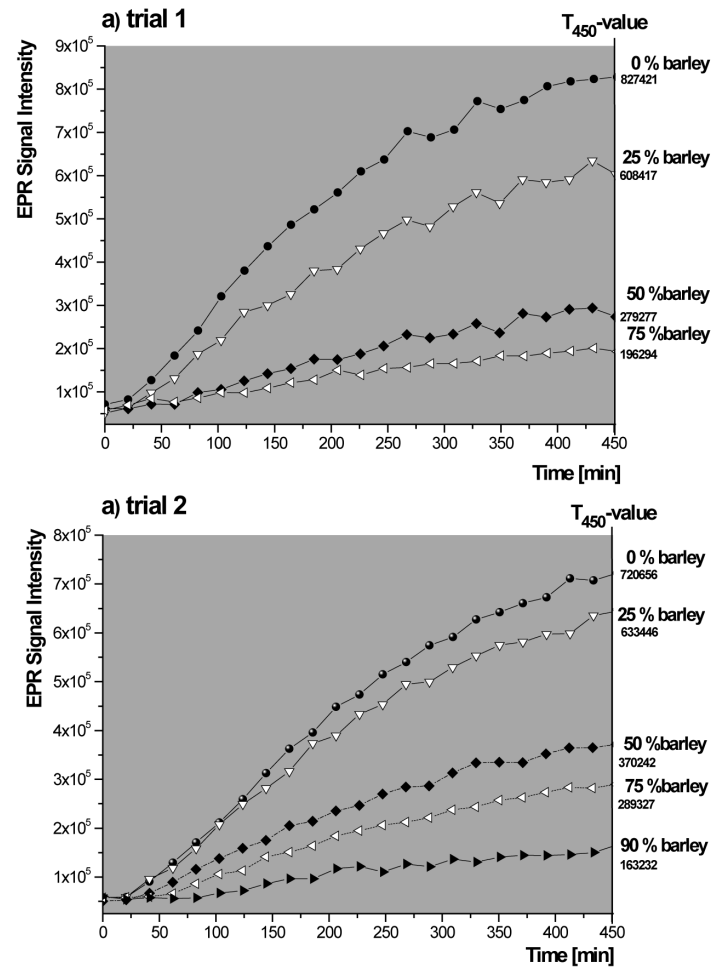 a) trial 1
T450-value
EPR Signal Intensity
9x10^5
8x10^5
7x10^5
6x10^5
5x10^5
4x10^5
3x10^5
2x10^5
1x10^5
0 % barley
827421
25 % barley
608417
50 %barley
279277
75 %barley
196294
0 50 100 150 200 250 300 350 400 450
Time [min]
a) trial 2
T450-value
EPR Signal Intensity
8x10^5
7x10^5
6x10^5
5x10^5
4x10^5
3x10^5
2x10^5
1x10^5
0 % barley
720656
25 % barley
633446
50 %barley
370242
75 %barley
289327
90 % barley
163232
0 50 100 150 200 250 300 350 400 450
Time [min]